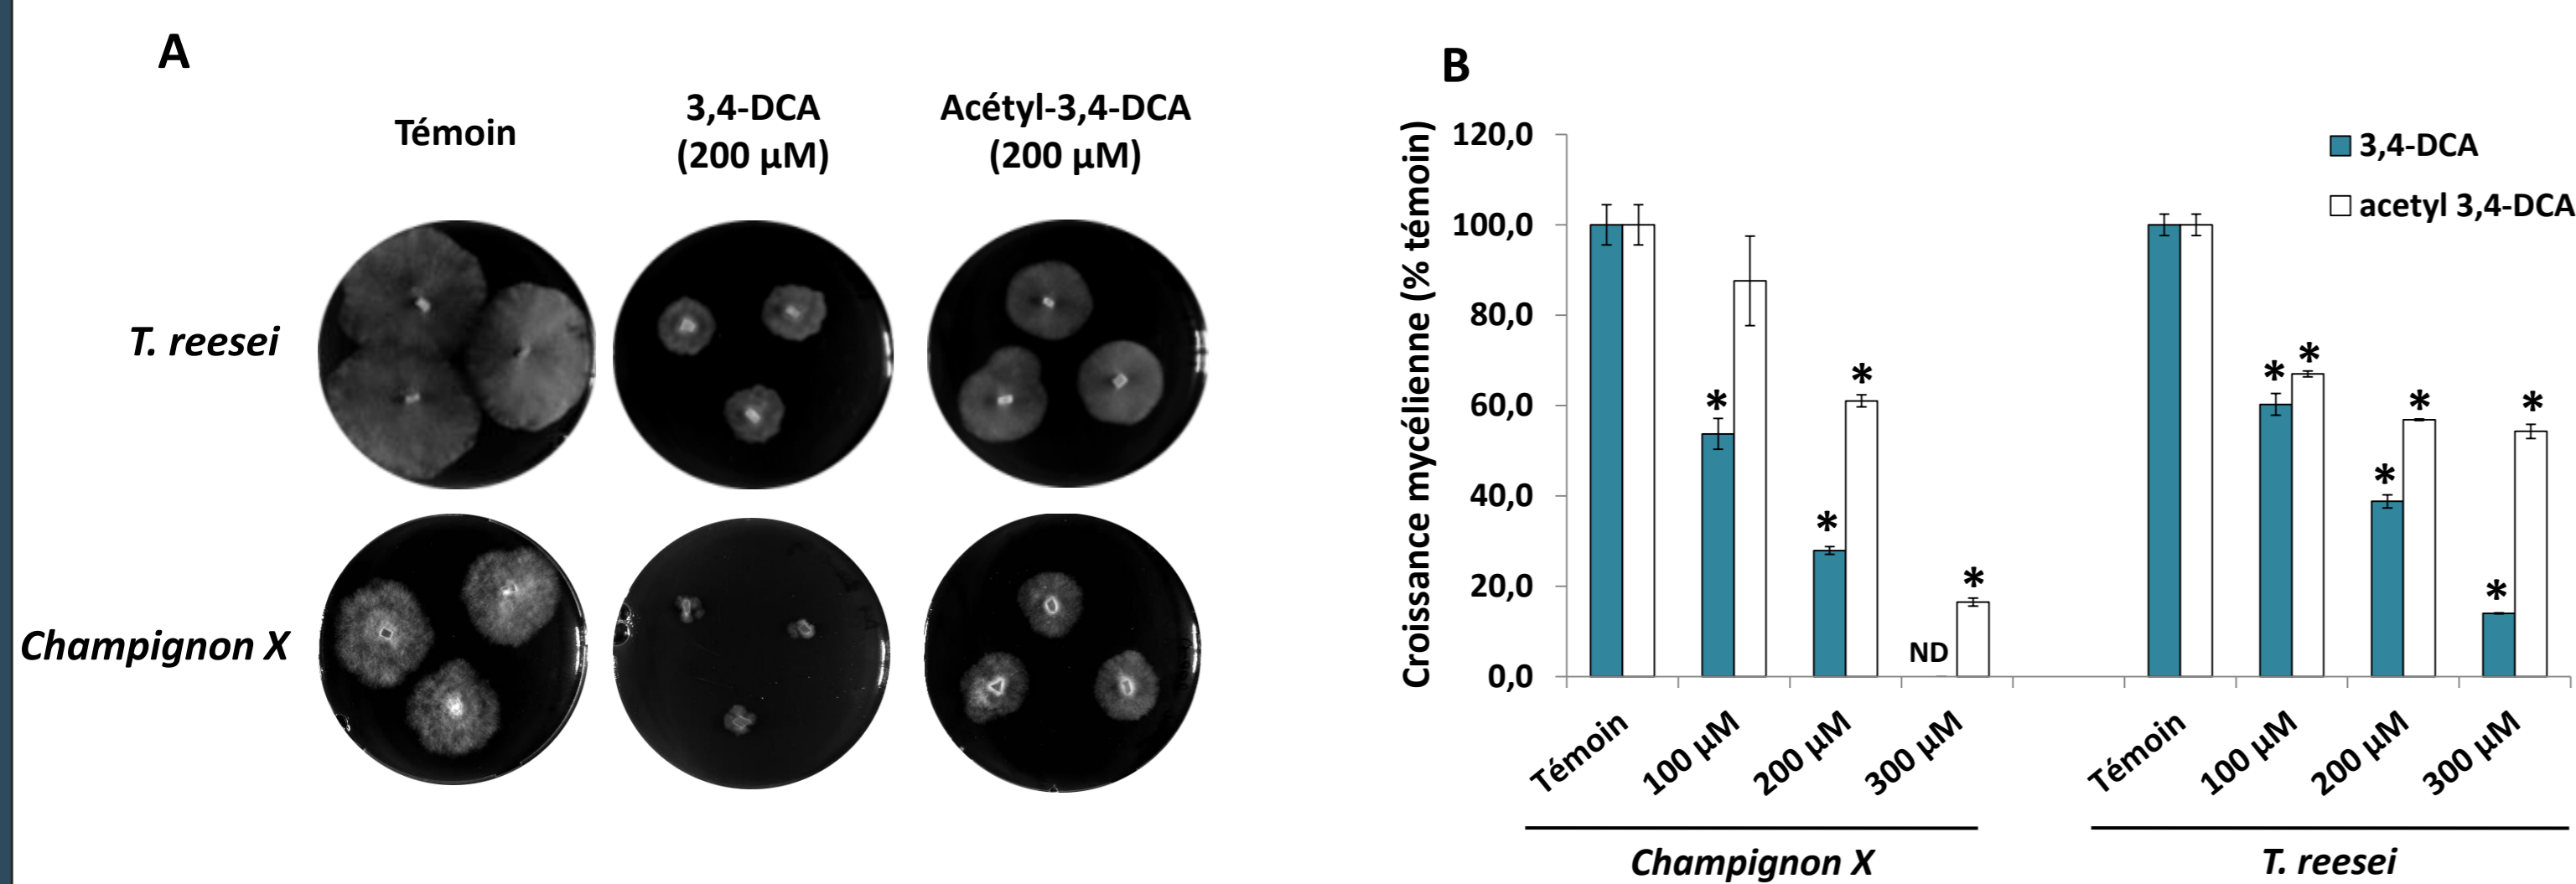 A
Témoin
3,4-DCA
(200 µM)
Acétyl-3,4-DCA
(200 µM)
T. reesei
Champignon X
B
Croissance mycélienne (% témoin)
120,0
100,0
80,0
60,0
40,0
20,0
0,0
3,4-DCA
acetyl 3,4-DCA
*
*
*
*
ND
*
*
*
*
*
*
*
Témoin
100 µM
200 µM
300 µM
Témoin
100 µM
200 µM
300 µM
Champignon X
T. reesei